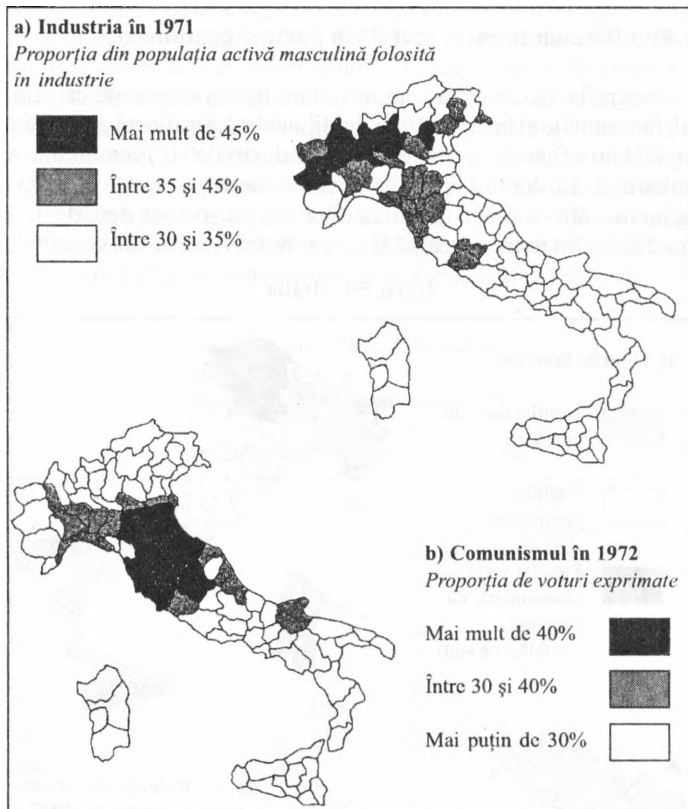 a) Industria în 1971
Proporția din populația activă masculină folosită
în industrie
Mai mult de 45%
Între 35 și 45%
Între 30 și 35%
b) Comunismul în 1972
Proporția de voturi exprimate
Mai mult de 40%
Între 30 și 40%
Mai puțin de 30%